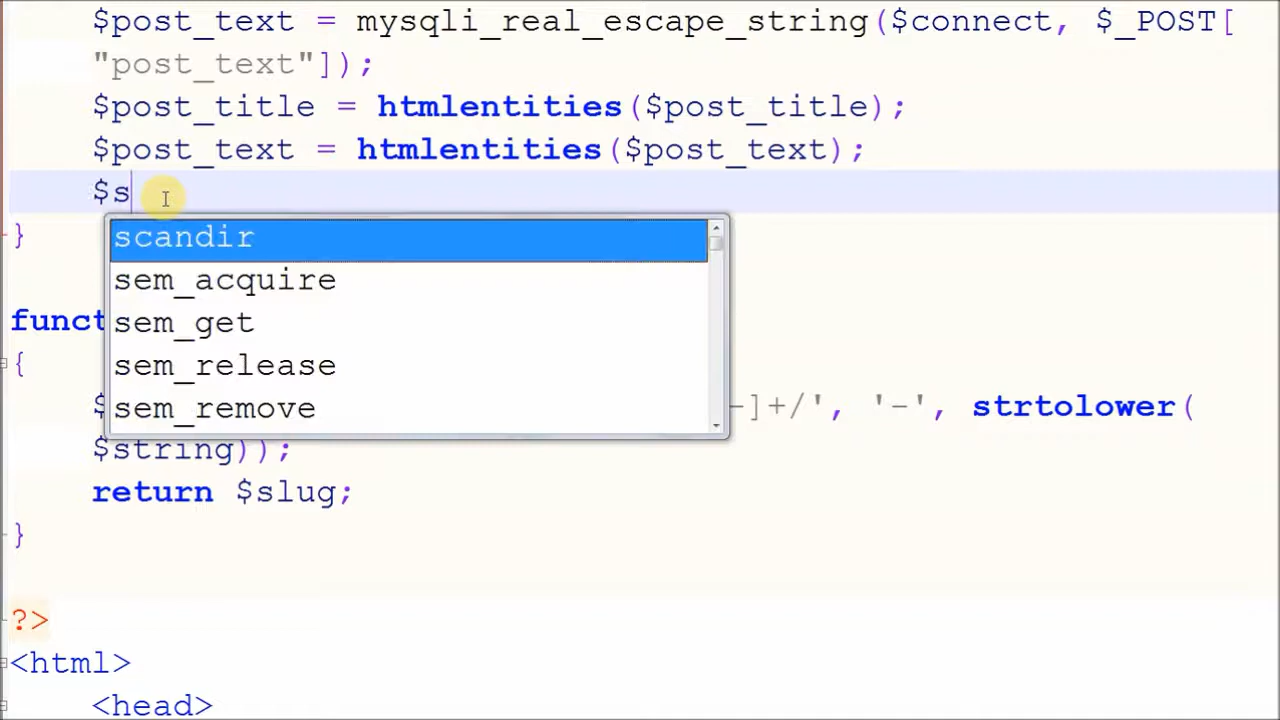 $post_text = mysqli_real_escape_string($connect, $_POST[
"post_text"]);
$post_title = htmlentities($post_title);
$post_text = htmlentities($post_text);
$s
}
scandir
sem_acquire
sem_get
sem_release
sem_remove
funct
{
$ -]+/', '-', strtolower(
$string));
return $slug;
}
?>
<html>
<head>